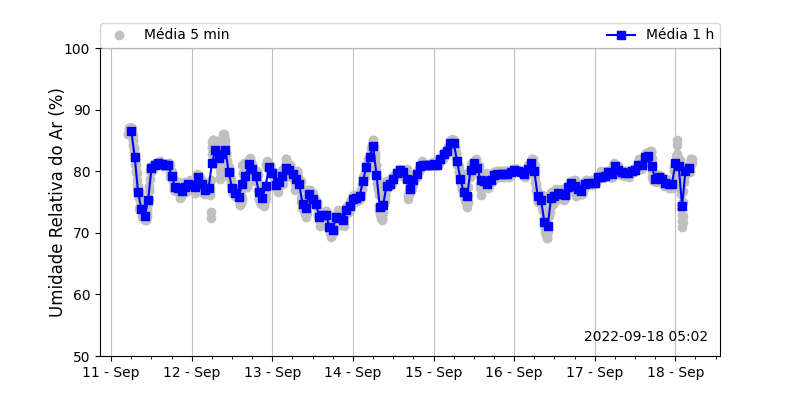 Média 5 min
Média 1 h
Umidade Relativa do Ar (%)
100
90
80
70
60
50
2022-09-18 05:02
11 - Sep
12 - Sep
13 - Sep
14 - Sep
15 - Sep
16 - Sep
17 - Sep
18 - Sep